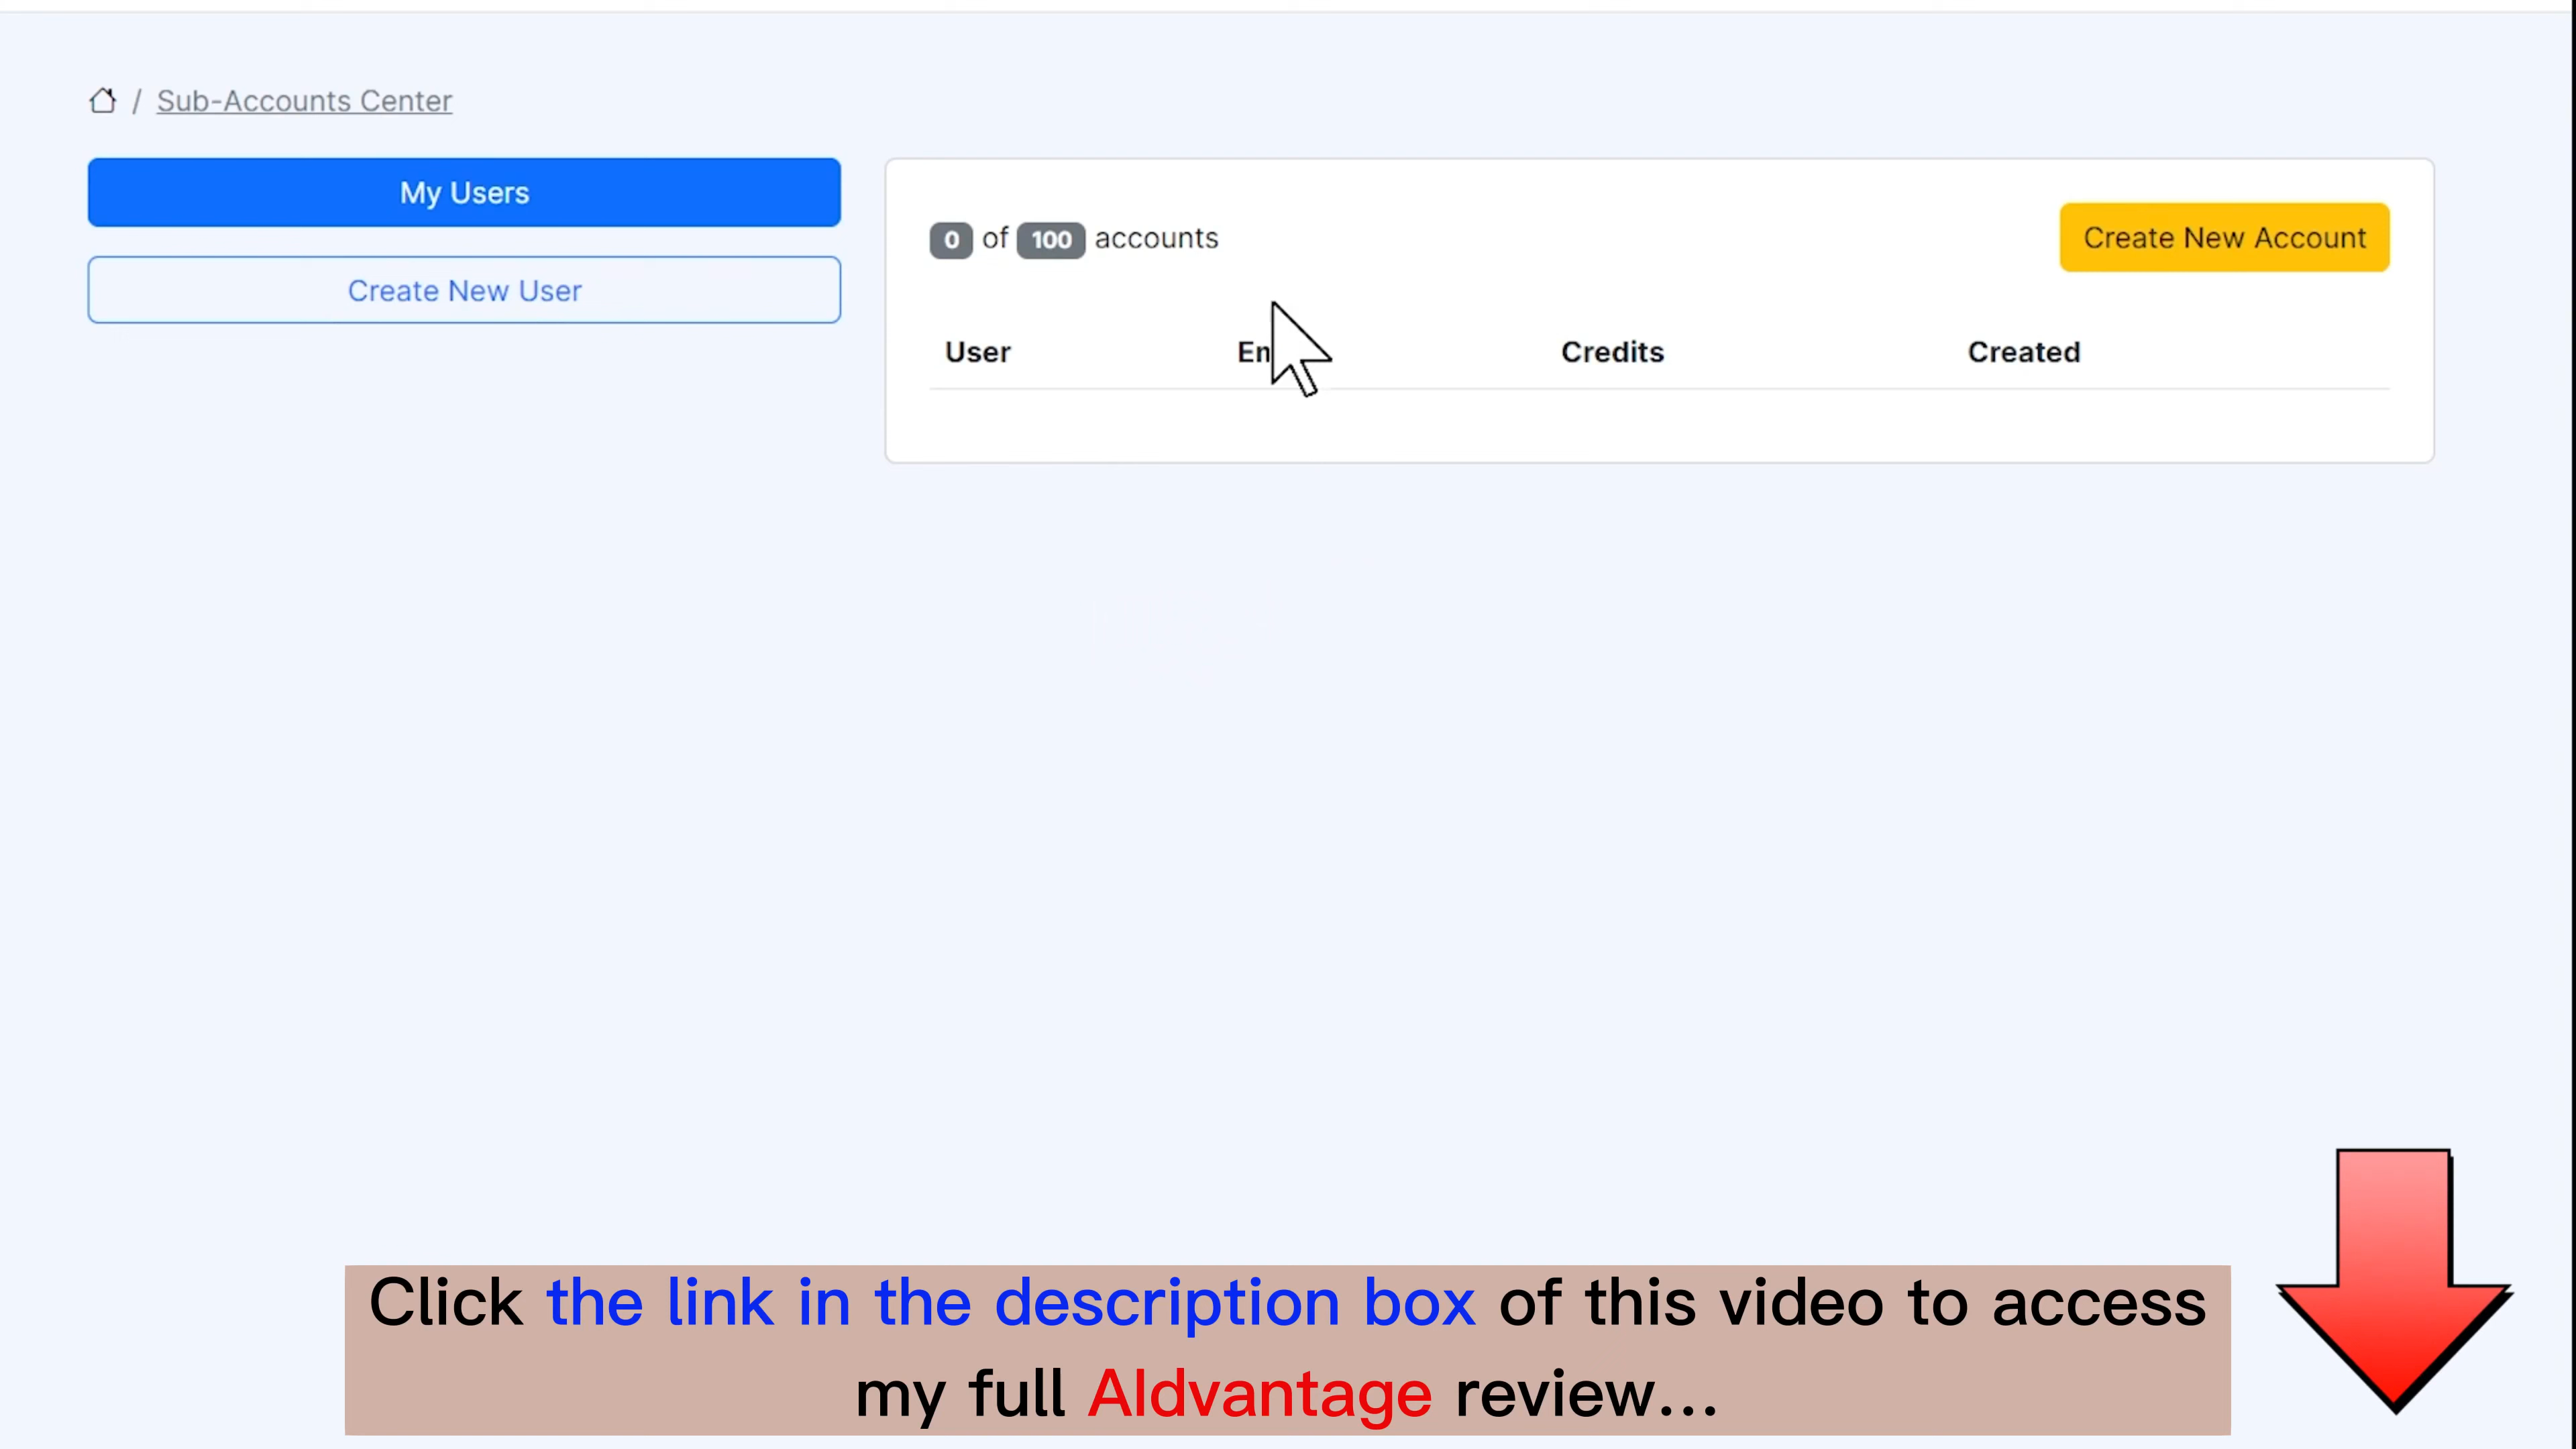 / Sub-Accounts Center
My Users
Create New User
0 of 100 accounts
Create New Account
User Credits Created
Click the link in the description box of this video to access
my full AIdvantage review...